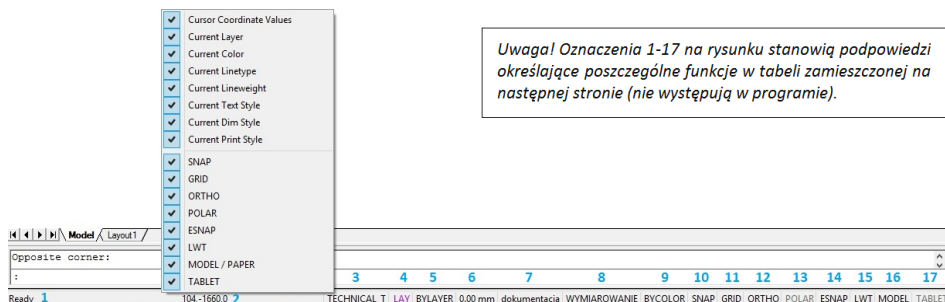 Cursor Coordinate Values
Current Layer
Current Color
Current Linetype
Current Lineweight
Current Text Style
Current Dim Style
Current Print Style
SNAP
GRID
ORTHO
POLAR
ESNAP
LWT
MODEL / PAPER
TABLET
Uwaga! Oznaczenia 1-17 na rysunku stanowią podpowiedzi
określające poszczególne funkcje w tabeli zamieszczonej na
następnej stronie (nie występują w programie).
Model Layout1
Opposite corner:
:
3 4 5 6 7 8 9 10 11 12 13 14 15 16 17
Ready 1 104,-1660,0 2 TECHNICAL_T LAY BYLAYER 0.00 mm dokumentacja WYMIAROWANIE BYCOLOR SNAP GRID ORTHO POLAR ESNAP LWT MODEL TABLET